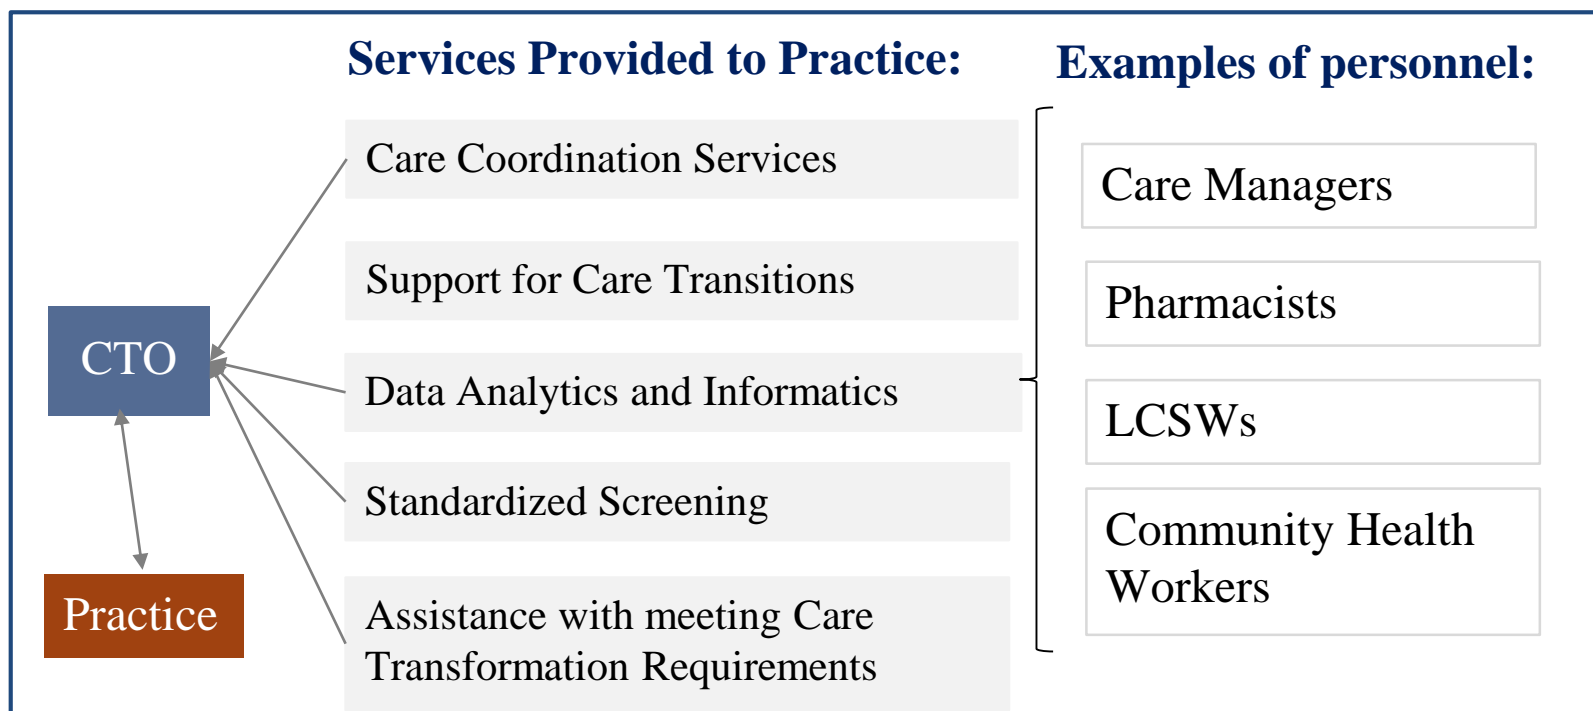 Services Provided to Practice:
Examples of personnel:
Care Coordination Services
Support for Care Transitions
Data Analytics and Informatics
Standardized Screening
Assistance with meeting Care
Transformation Requirements
Care Managers
Pharmacists
LCSWs
Community Health
Workers
CTO
Practice